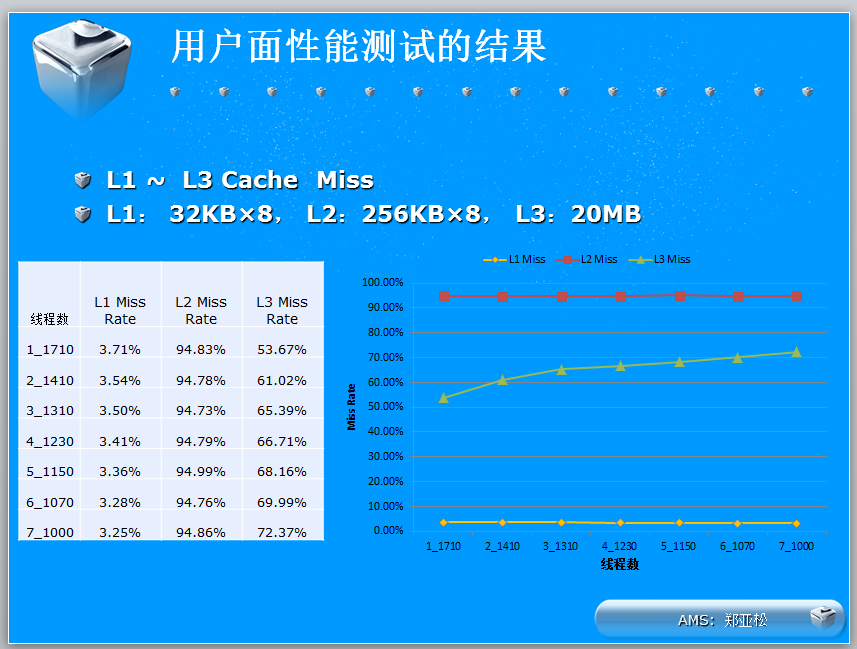 用户面性能测试的结果
L1 ~ L3 Cache Miss
L1： 32KB×8， L2：256KB×8， L3：20MB
线程数 L1 Miss Rate L2 Miss Rate L3 Miss Rate
1_1710 3.71% 94.83% 53.67%
2_1410 3.54% 94.78% 61.02%
3_1310 3.50% 94.73% 65.39%
4_1230 3.41% 94.79% 66.71%
5_1150 3.36% 94.99% 68.16%
6_1070 3.28% 94.76% 69.99%
7_1000 3.25% 94.86% 72.37%
L1 Miss L2 Miss L3 Miss
100.00%
90.00%
80.00%
70.00%
60.00%
50.00%
40.00%
30.00%
20.00%
10.00%
0.00%
Miss Rate
1_1710 2_1410 3_1310 4_1230 5_1150 6_1070 7_1000
线程数
AMS：郑亚松